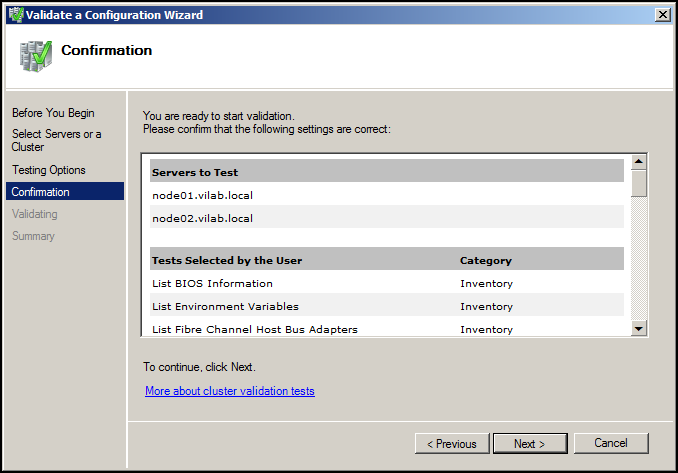 Validate a Configuration Wizard
Confirmation
Before You Begin
Select Servers or a
Cluster
Testing Options
Confirmation
Validating
Summary
You are ready to start validation.
Please confirm that the following settings are correct:
Servers to Test
node01.vilab.local
node02.vilab.local
Tests Selected by the User Category
List BIOS Information Inventory
List Environment Variables Inventory
List Fibre Channel Host Bus Adapters Inventory
To continue, click Next.
More about cluster validation tests
< Previous Next > Cancel